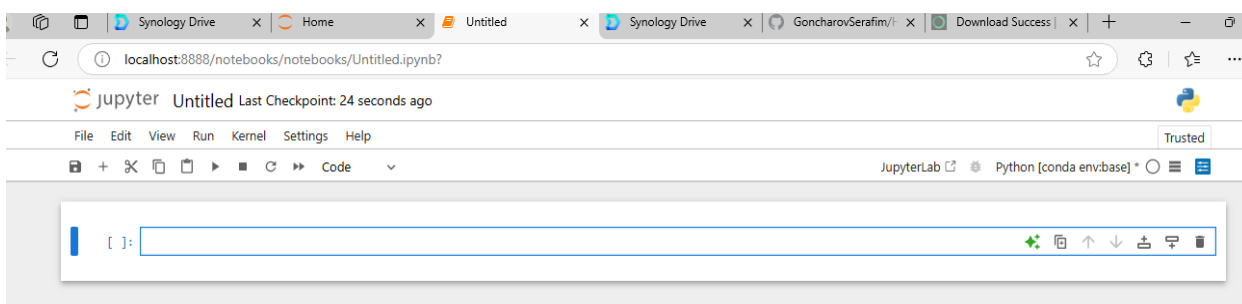 Synology Drive Home Untitled Synology Drive GoncharovSerafim/ Download Success |
localhost:8888/notebooks/notebooks/Untitled.ipynb?
jupyter Untitled Last Checkpoint: 24 seconds ago
File Edit View Run Kernel Settings Help Trusted
Code JupyterLab Python [conda env:base] *
[ ]: